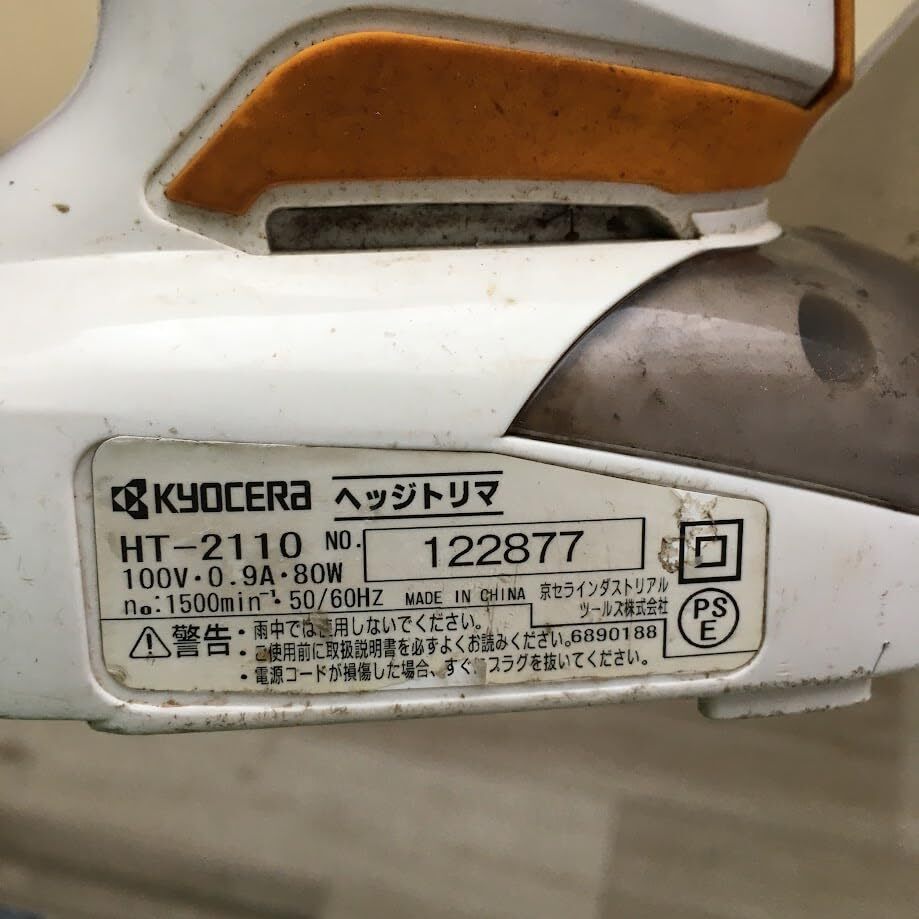 KYOCERA ヘッジトリマ
HT-2110 NO. 122877
100V・0.9A・80W
n₀:1500min⁻¹・50/60HZ MADE IN CHINA
京セラインダストリアル
ツールズ株式会社
警告・雨中では使用しないでください。
・ご使用前に取扱説明書を必ずよくお読みください。6890188
・電源コードが損傷した場合、すぐ プラグを抜いてください。
PS
E